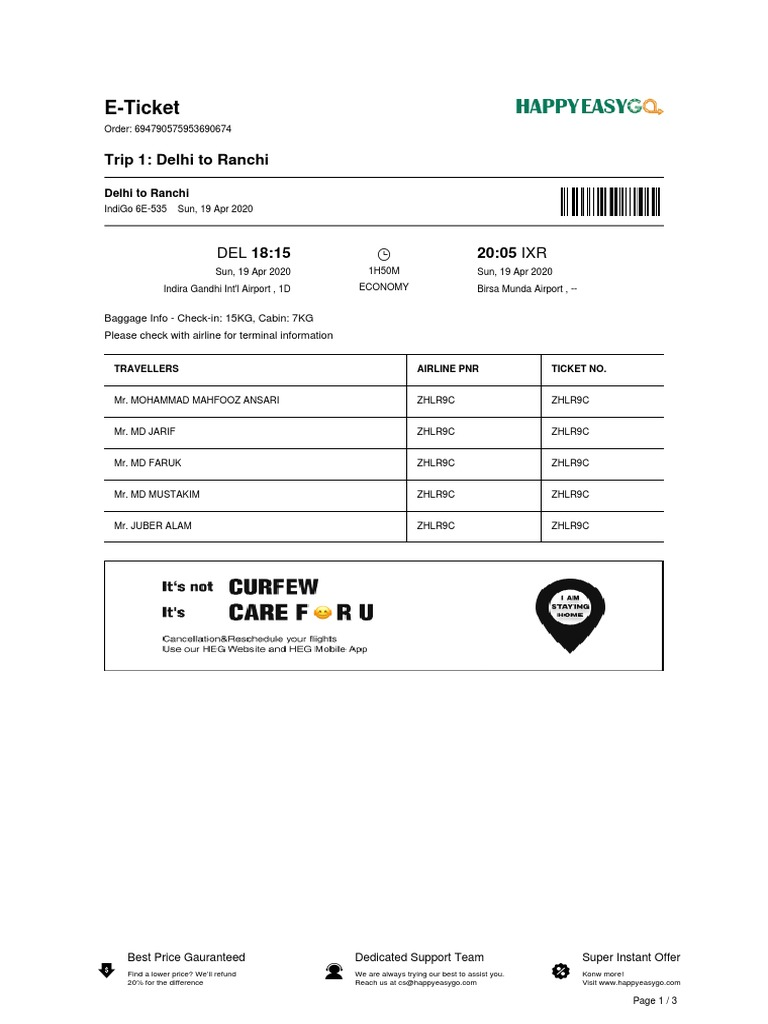 E-Ticket
HAPPYEASYGO
Order: 694790575953690674
Trip 1: Delhi to Ranchi
Delhi to Ranchi
IndiGo 6E-535 Sun, 19 Apr 2020
DEL 18:15 20:05 IXR
Sun, 19 Apr 2020 1H50M Sun, 19 Apr 2020
Indira Gandhi Int'l Airport , 1D ECONOMY Birsa Munda Airport , --
Baggage Info - Check-in: 15KG, Cabin: 7KG
Please check with airline for terminal information
TRAVELLERS AIRLINE PNR TICKET NO.
Mr. MOHAMMAD MAHFOOZ ANSARI ZHLR9C ZHLR9C
Mr. MD JARIF ZHLR9C ZHLR9C
Mr. MD FARUK ZHLR9C ZHLR9C
Mr. MD MUSTAKIM ZHLR9C ZHLR9C
Mr. JUBER ALAM ZHLR9C ZHLR9C
It's not CURFEW
It's CARE F😊R U
Cancellation&Reschedule your flights
Use our HEG Website and HEG Mobile App
I AM
STAYING
HOME
Best Price Gauranteed
Find a lower price? We'll refund
20% for the difference
Dedicated Support Team
We are always trying our best to assist you.
Reach us at cs@happyeasygo.com
Super Instant Offer
Konw more!
Visit www.happyeasygo.com
Page 1 / 3